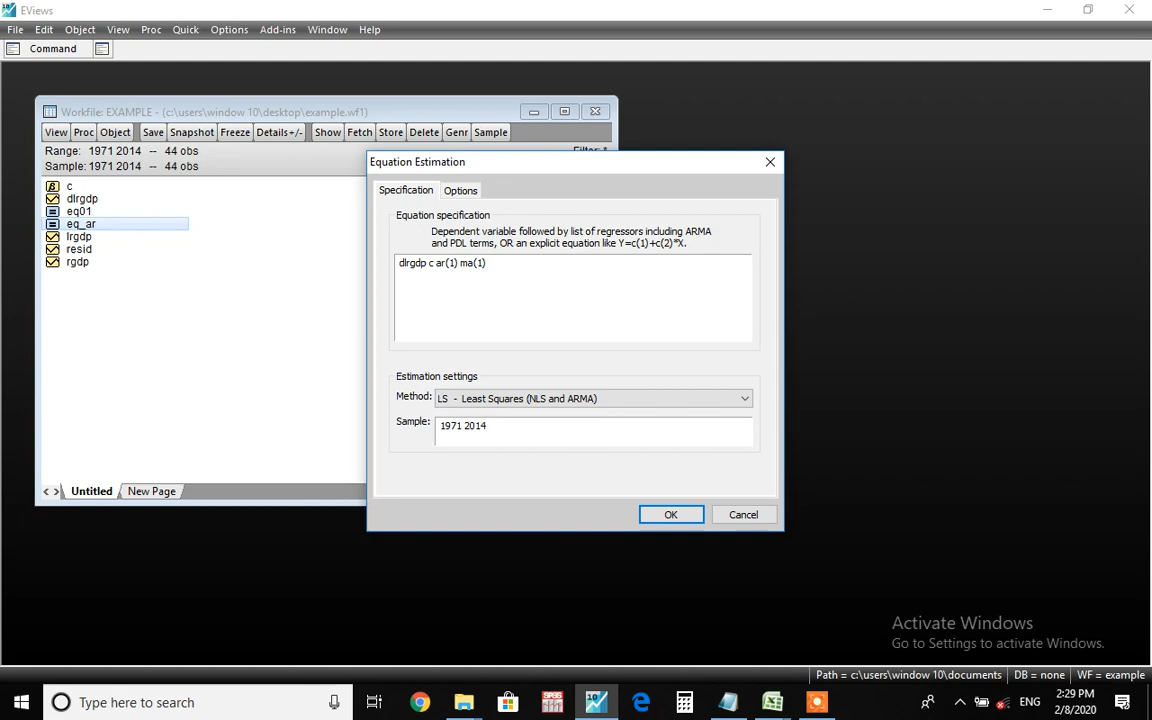 EViews
File Edit Object View Proc Quick Options Add-ins Window Help
Command
Workfile: EXAMPLE - (c:\users\window 10\desktop\example.wf1)
View Proc Object Save Snapshot Freeze Details+/- Show Fetch Store Delete Genr Sample
Range: 1971 2014 -- 44 obs
Sample: 1971 2014 -- 44 obs
c
dlrgdp
eq01
eq_ar
lrgdp
resid
rgdp
Untitled New Page
Equation Estimation
Specification Options
Equation specification
Dependent variable followed by list of regressors including ARMA
and PDL terms, OR an explicit equation like Y=c(1)+c(2)*X.
dlrgdp c ar(1) ma(1)
Estimation settings
Method: LS - Least Squares (NLS and ARMA)
Sample: 1971 2014
OK Cancel
Activate Windows
Go to Settings to activate Windows.
Path = c:\users\window 10\documents DB = none WF = example
Type here to search
SPSS
10
ENG
2:29 PM
2/8/2020